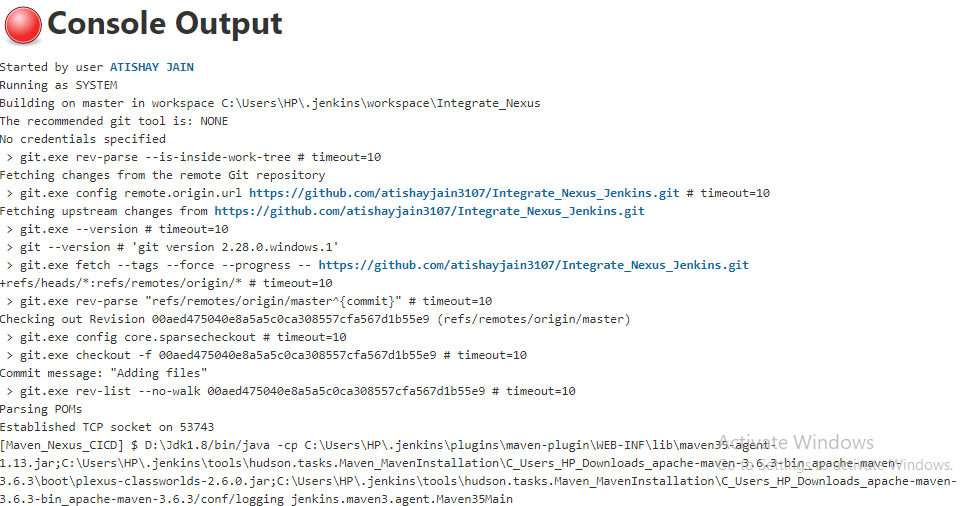 Console Output
Started by user ATISHAY JAIN
Running as SYSTEM
Building on master in workspace C:\Users\HP\.jenkins\workspace\Integrate_Nexus
The recommended git tool is: NONE
No credentials specified
> git.exe rev-parse --is-inside-work-tree # timeout=10
Fetching changes from the remote Git repository
> git.exe config remote.origin.url https://github.com/atishayjain3107/Integrate_Nexus_Jenkins.git # timeout=10
Fetching upstream changes from https://github.com/atishayjain3107/Integrate_Nexus_Jenkins.git
> git.exe --version # timeout=10
> git --version # 'git version 2.28.0.windows.1'
> git.exe fetch --tags --force --progress -- https://github.com/atishayjain3107/Integrate_Nexus_Jenkins.git
+refs/heads/*:refs/remotes/origin/* # timeout=10
> git.exe rev-parse "refs/remotes/origin/master^{commit}" # timeout=10
Checking out Revision 00aed475040e8a5a5c0ca308557cfa567d1b55e9 (refs/remotes/origin/master)
> git.exe config core.sparsecheckout # timeout=10
> git.exe checkout -f 00aed475040e8a5a5c0ca308557cfa567d1b55e9 # timeout=10
Commit message: "Adding files"
> git.exe rev-list --no-walk 00aed475040e8a5a5c0ca308557cfa567d1b55e9 # timeout=10
Parsing POMs
Established TCP socket on 53743
[Maven_Nexus_CICD] $ D:\Jdk1.8/bin/java -cp C:\Users\HP\.jenkins\plugins\maven-plugin\WEB-INF\lib\maven35-agent-
1.13.jar;C:\Users\HP\.jenkins\tools\hudson.tasks.Maven_MavenInstallation\C_Users_HP_Downloads_apache-maven-3.6.3-bin_apache-maven-
3.6.3\boot\plexus-classworlds-2.6.0.jar;C:\Users\HP\.jenkins\tools\hudson.tasks.Maven_MavenInstallation\C_Users_HP_Downloads_apache-maven-
3.6.3-bin_apache-maven-3.6.3/conf/logging jenkins.maven3.agent.Maven35Main
Activate Windows
Go to Settings to activate Windows.